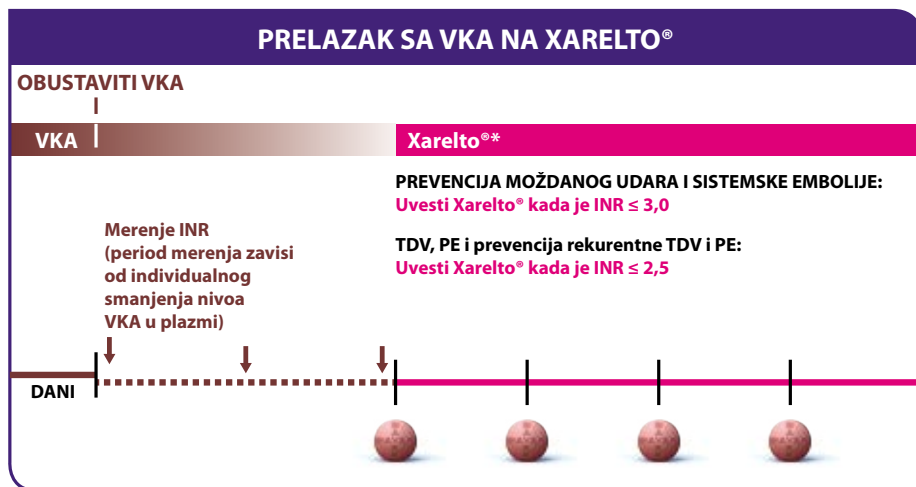 PRELAZAK SA VKA NA XARELTO®
OBUSTAVITI VKA
VKA
Xarelto®*
PREVENCIJA MOŽDANOG UDARA I SISTEMSKE EMBOLIJE:
Uvesti Xarelto® kada je INR ≤ 3,0
TDV, PE i prevencija rekurentne TDV i PE:
Uvesti Xarelto® kada je INR ≤ 2,5
Merenje INR
(period merenja zavisi
od individualnog
smanjenja nivoa
VKA u plazmi)
DANI